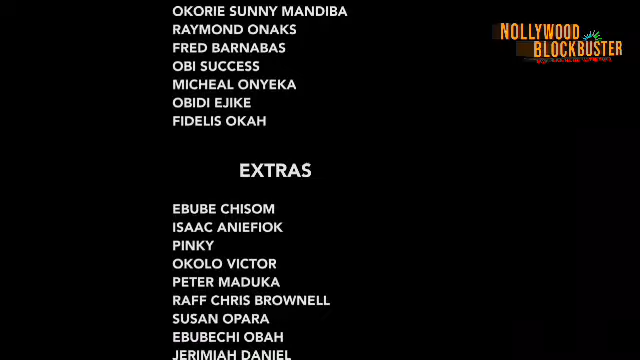 OKORIE SUNNY MANDIBA
RAYMOND ONAKS
FRED BARNABAS
OBI SUCCESS
MICHEAL ONYEKA
OBIDI EJIKE
FIDELIS OKAH
NOLLYWOOD
BLOCKBUSTER
EXTRAS
EBUBE CHISOM
ISAAC ANIEFIOK
PINKY
OKOLO VICTOR
PETER MADUKA
RAFF CHRIS BROWNELL
SUSAN OPARA
EBUBECHI OBAH
JERIMIAH DANIEL